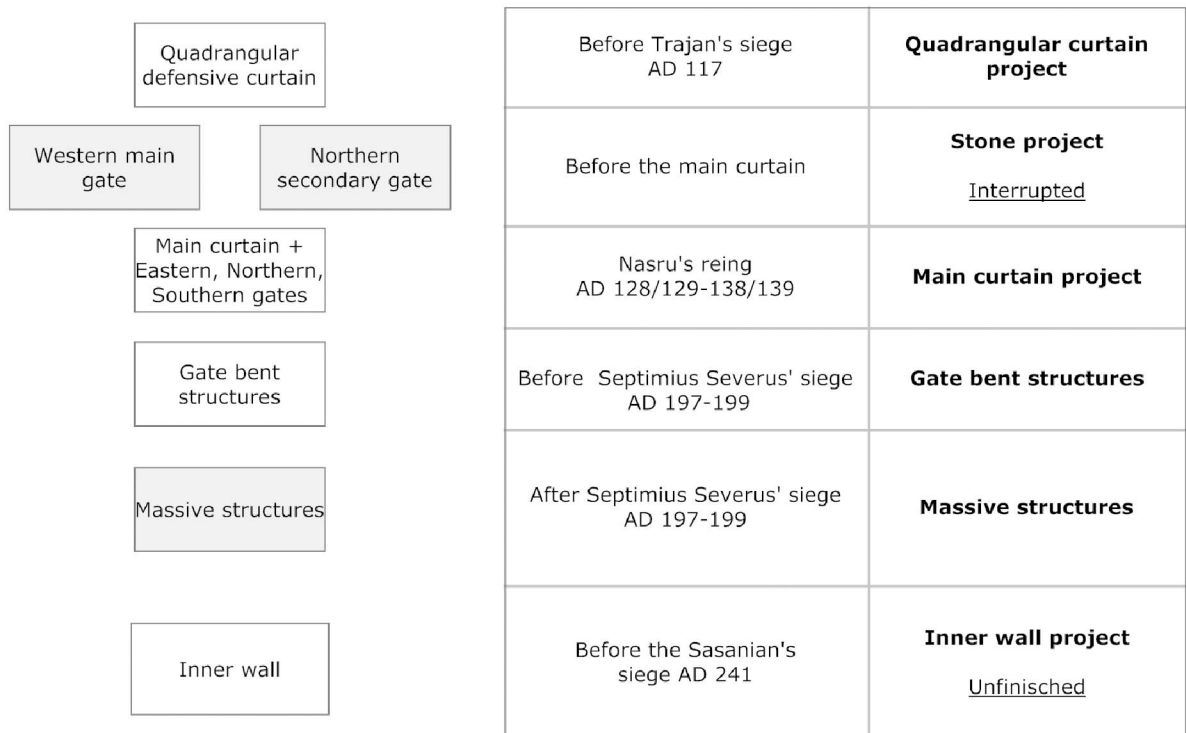 Quadrangular
defensive curtain
Before Trajan's siege
AD 117
Quadrangular curtain
project
Western main
gate
Northern
secondary gate
Before the main curtain
Stone project
Interrupted
Main curtain +
Eastern, Northern,
Southern gates
Nasru's reing
AD 128/129-138/139
Main curtain project
Gate bent
structures
Before Septimius Severus' siege
AD 197-199
Gate bent structures
Massive structures
After Septimius Severus' siege
AD 197-199
Massive structures
Inner wall
Before the Sasanian's
siege AD 241
Inner wall project
Unfinisched